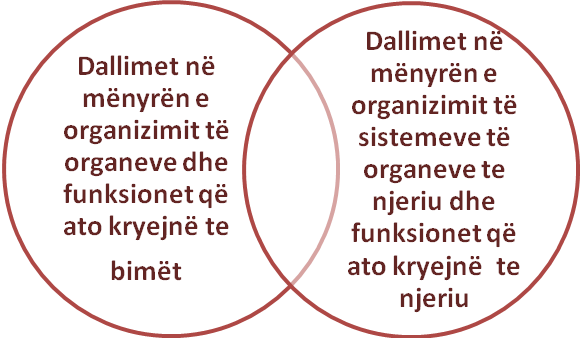 Dallimet në
mënyrën e
organizimit të
organeve dhe
funksionet që
ato kryejnë te
bimët
Dallimet në
mënyrën e
organizimit të
sistemeve të
organeve te
njeriu dhe
funksionet që
ato kryejnë te
njeriu